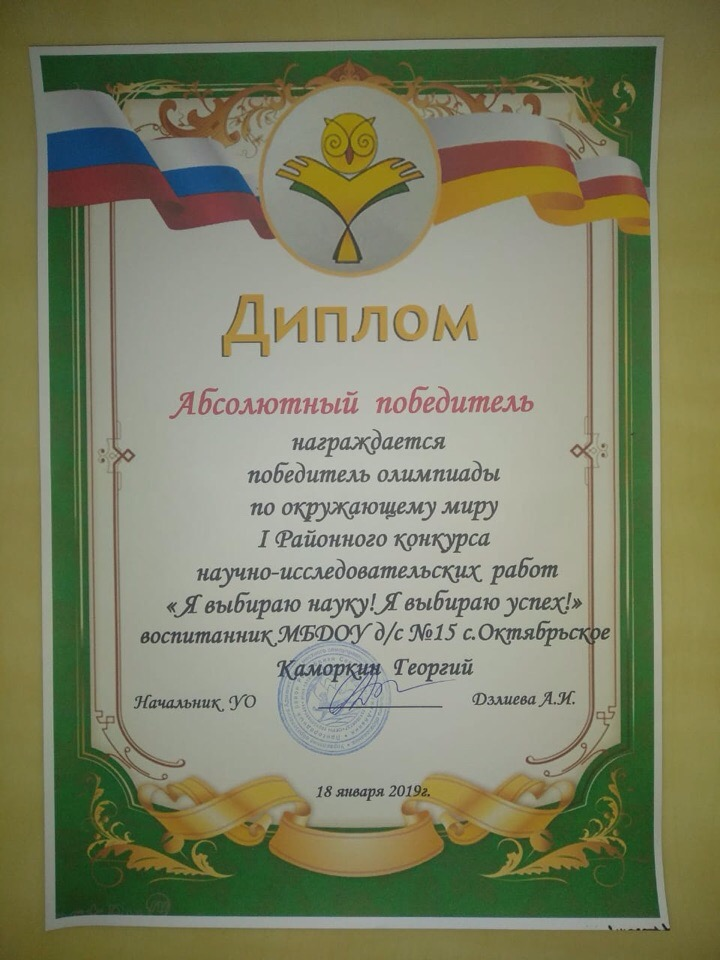 Диплом
Абсолютный победитель
награждается
победитель олимпиады
по окружающему миру
I Районного конкурса
научно-исследовательских работ
«Я выбираю науку! Я выбираю успех!»
воспитанник МБДОУ д/с №15 с.Октябрьское
Каморкин Георгий
Начальник УО Дзлиева А.И.
18 января 2019г.